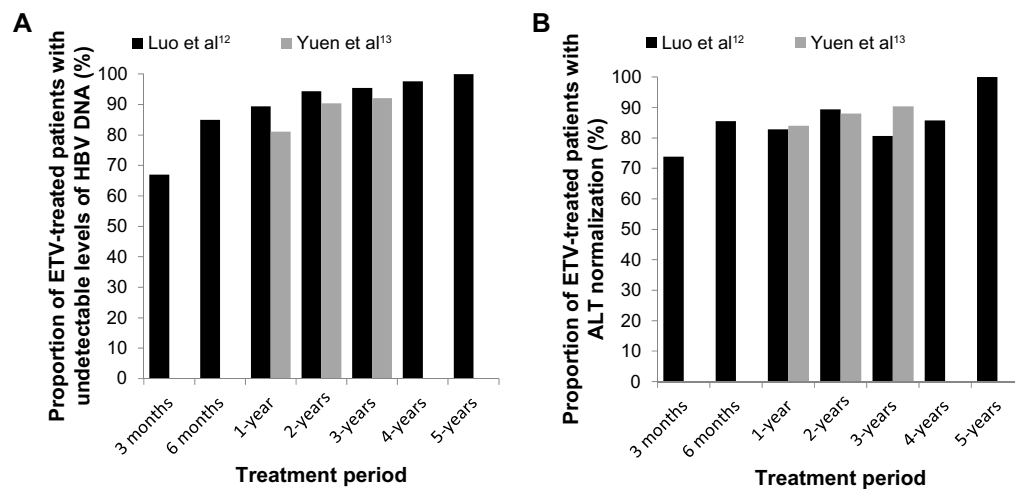 A
Luo et al¹² Yuen et al¹³
Proportion of ETV-treated patients with
undetectable levels of HBV DNA (%)
100
90
80
70
60
50
40
30
20
10
0
3 months 6 months 1-year 2-years 3-years 4-years 5-years
Treatment period
B
Luo et al¹² Yuen et al¹³
Proportion of ETV-treated patients with
ALT normalization (%)
100
90
80
70
60
50
40
30
20
10
0
3 months 6 months 1-year 2-years 3-years 4-years 5-years
Treatment period